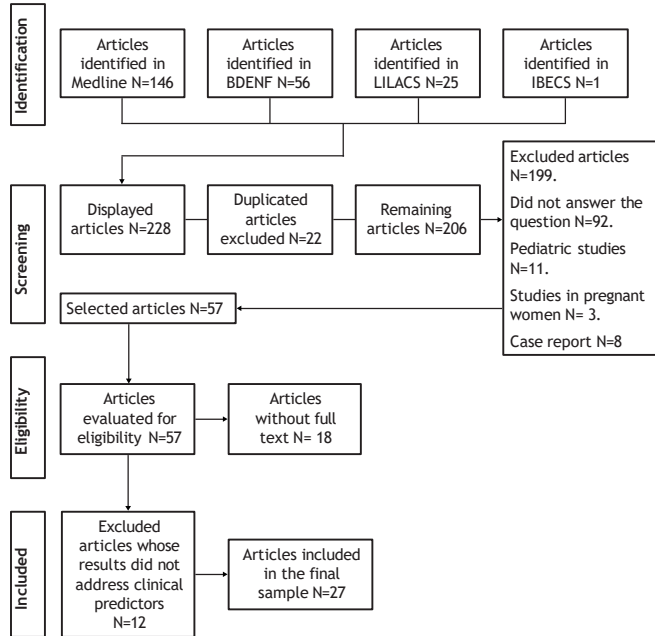 Identification
Articles
identified in
Medline N=146
Articles
identified in
BDENF N=56
Articles
identified in
LILACS N=25
Articles
identified in
IBECS N=1
Screening
Displayed
articles N=228
Duplicated
articles
excluded N=22
Remaining
articles N=206
Excluded articles
N=199.
Did not answer the
question N=92.
Pediatric studies
N=11.
Studies in pregnant
women N= 3.
Case report N=8
Selected articles N=57
Eligibility
Articles
evaluated for
eligibility N=57
Articles
without full
text N= 18
Included
Excluded
articles whose
results did not
address clinical
predictors
N=12
Articles included
in the final
sample N=27